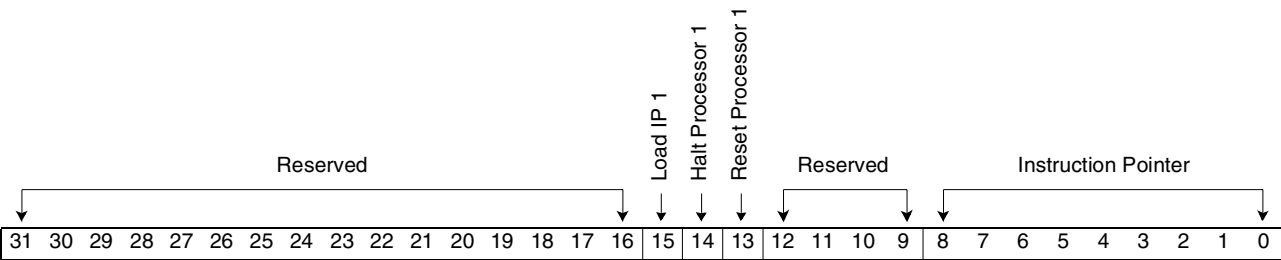 Load IP 1
Halt Processor 1
Reset Processor 1
Reserved
Reserved
Instruction Pointer
31 30 29 28 27 26 25 24 23 22 21 20 19 18 17 16 15 14 13 12 11 10 9 8 7 6 5 4 3 2 1 0